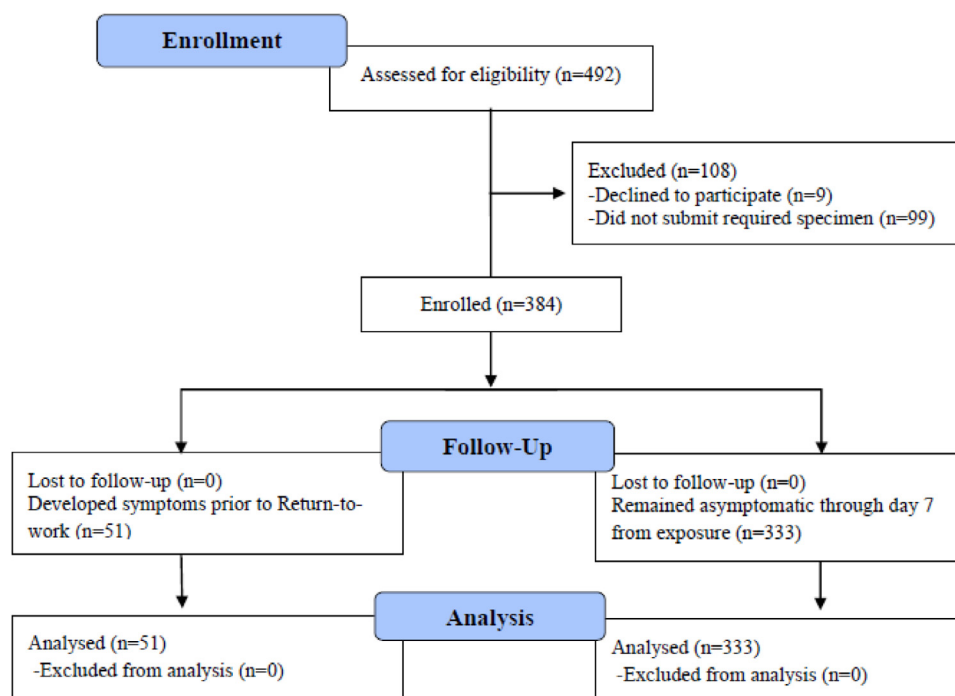 Enrollment
Assessed for eligibility (n=492)
Excluded (n=108)
-Declined to participate (n=9)
-Did not submit required specimen (n=99)
Enrolled (n=384)
Follow-Up
Lost to follow-up (n=0)
Developed symptoms prior to Return-to-
work (n=51)
Lost to follow-up (n=0)
Remained asymptomatic through day 7
from exposure (n=333)
Analysis
Analysed (n=51)
-Excluded from analysis (n=0)
Analysed (n=333)
-Excluded from analysis (n=0)